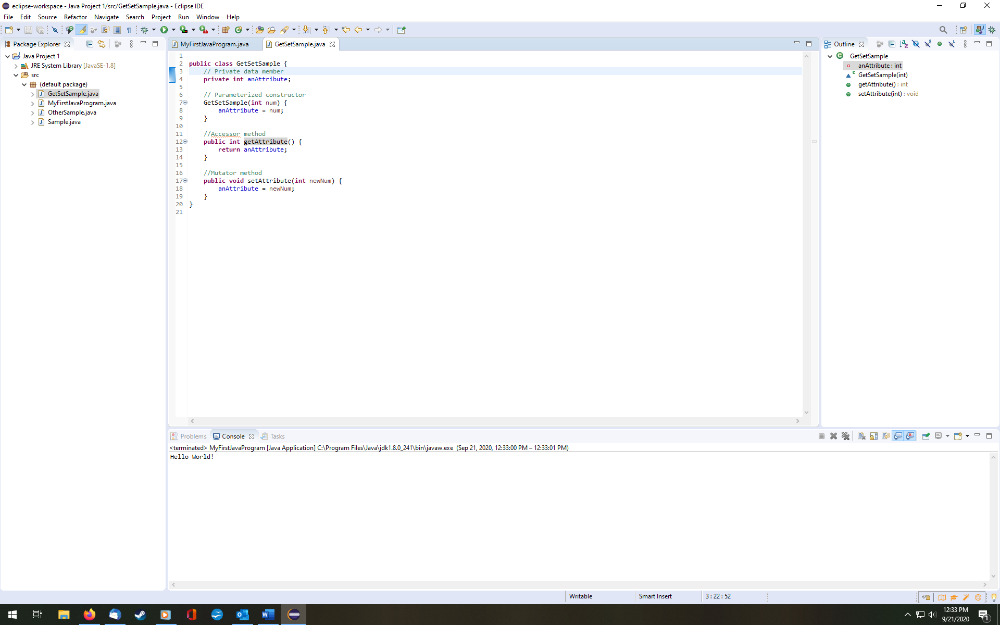 eclipse-workspace - Java Project 1/src/GetSetSample.java - Eclipse IDE
File Edit Source Refactor Navigate Search Project Run Window Help
Package Explorer
Java Project 1
JRE System Library [JavaSE-1.8]
src
(default package)
GetSetSample.java
MyFirstJavaProgram.java
OtherSample.java
Sample.java
MyFirstJavaProgram.java GetSetSample.java
1
2 public class GetSetSample {
3 // Private data member
4 private int anAttribute;
5
6 // Parameterized constructor
7 GetSetSample(int num) {
8 anAttribute = num;
9 }
10
11 //Accessor method
12 public int getAttribute() {
13 return anAttribute;
14 }
15
16 //Mutator method
17 public void setAttribute(int newNum) {
18 anAttribute = newNum;
19 }
20 }
21
Outline
GetSetSample
anAttribute : int
GetSetSample(int)
getAttribute() : int
setAttribute(int) : void
Problems Console Tasks
<terminated> MyFirstJavaProgram [Java Application] C:\Program Files\Java\jdk1.8.0_241\bin\javaw.exe (Sep 21, 2020, 12:33:00 PM – 12:33:01 PM)
Hello World!
Writable Smart Insert 3 : 22 : 52
12:33 PM
9/21/2020
1